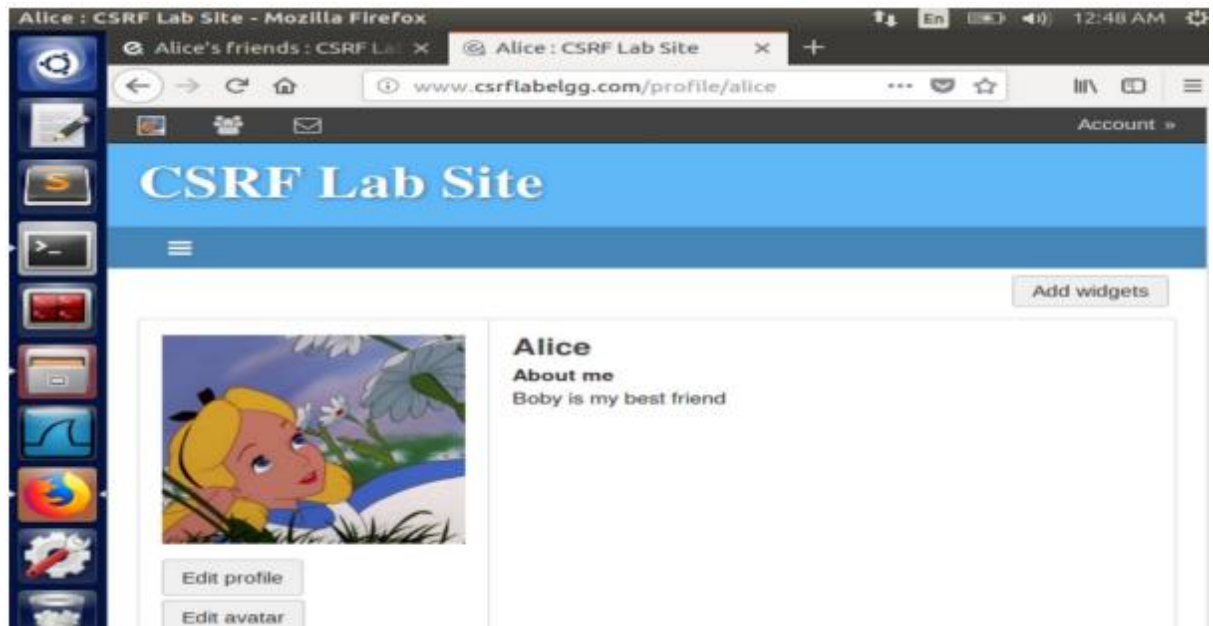 Alice : CSRF Lab Site - Mozilla Firefox En 12:48 AM
Alice's friends : CSRF La × Alice : CSRF Lab Site × +
www.csrflabelgg.com/profile/alice
Account »
CSRF Lab Site
Add widgets
Alice
About me
Boby is my best friend
Edit profile
Edit avatar